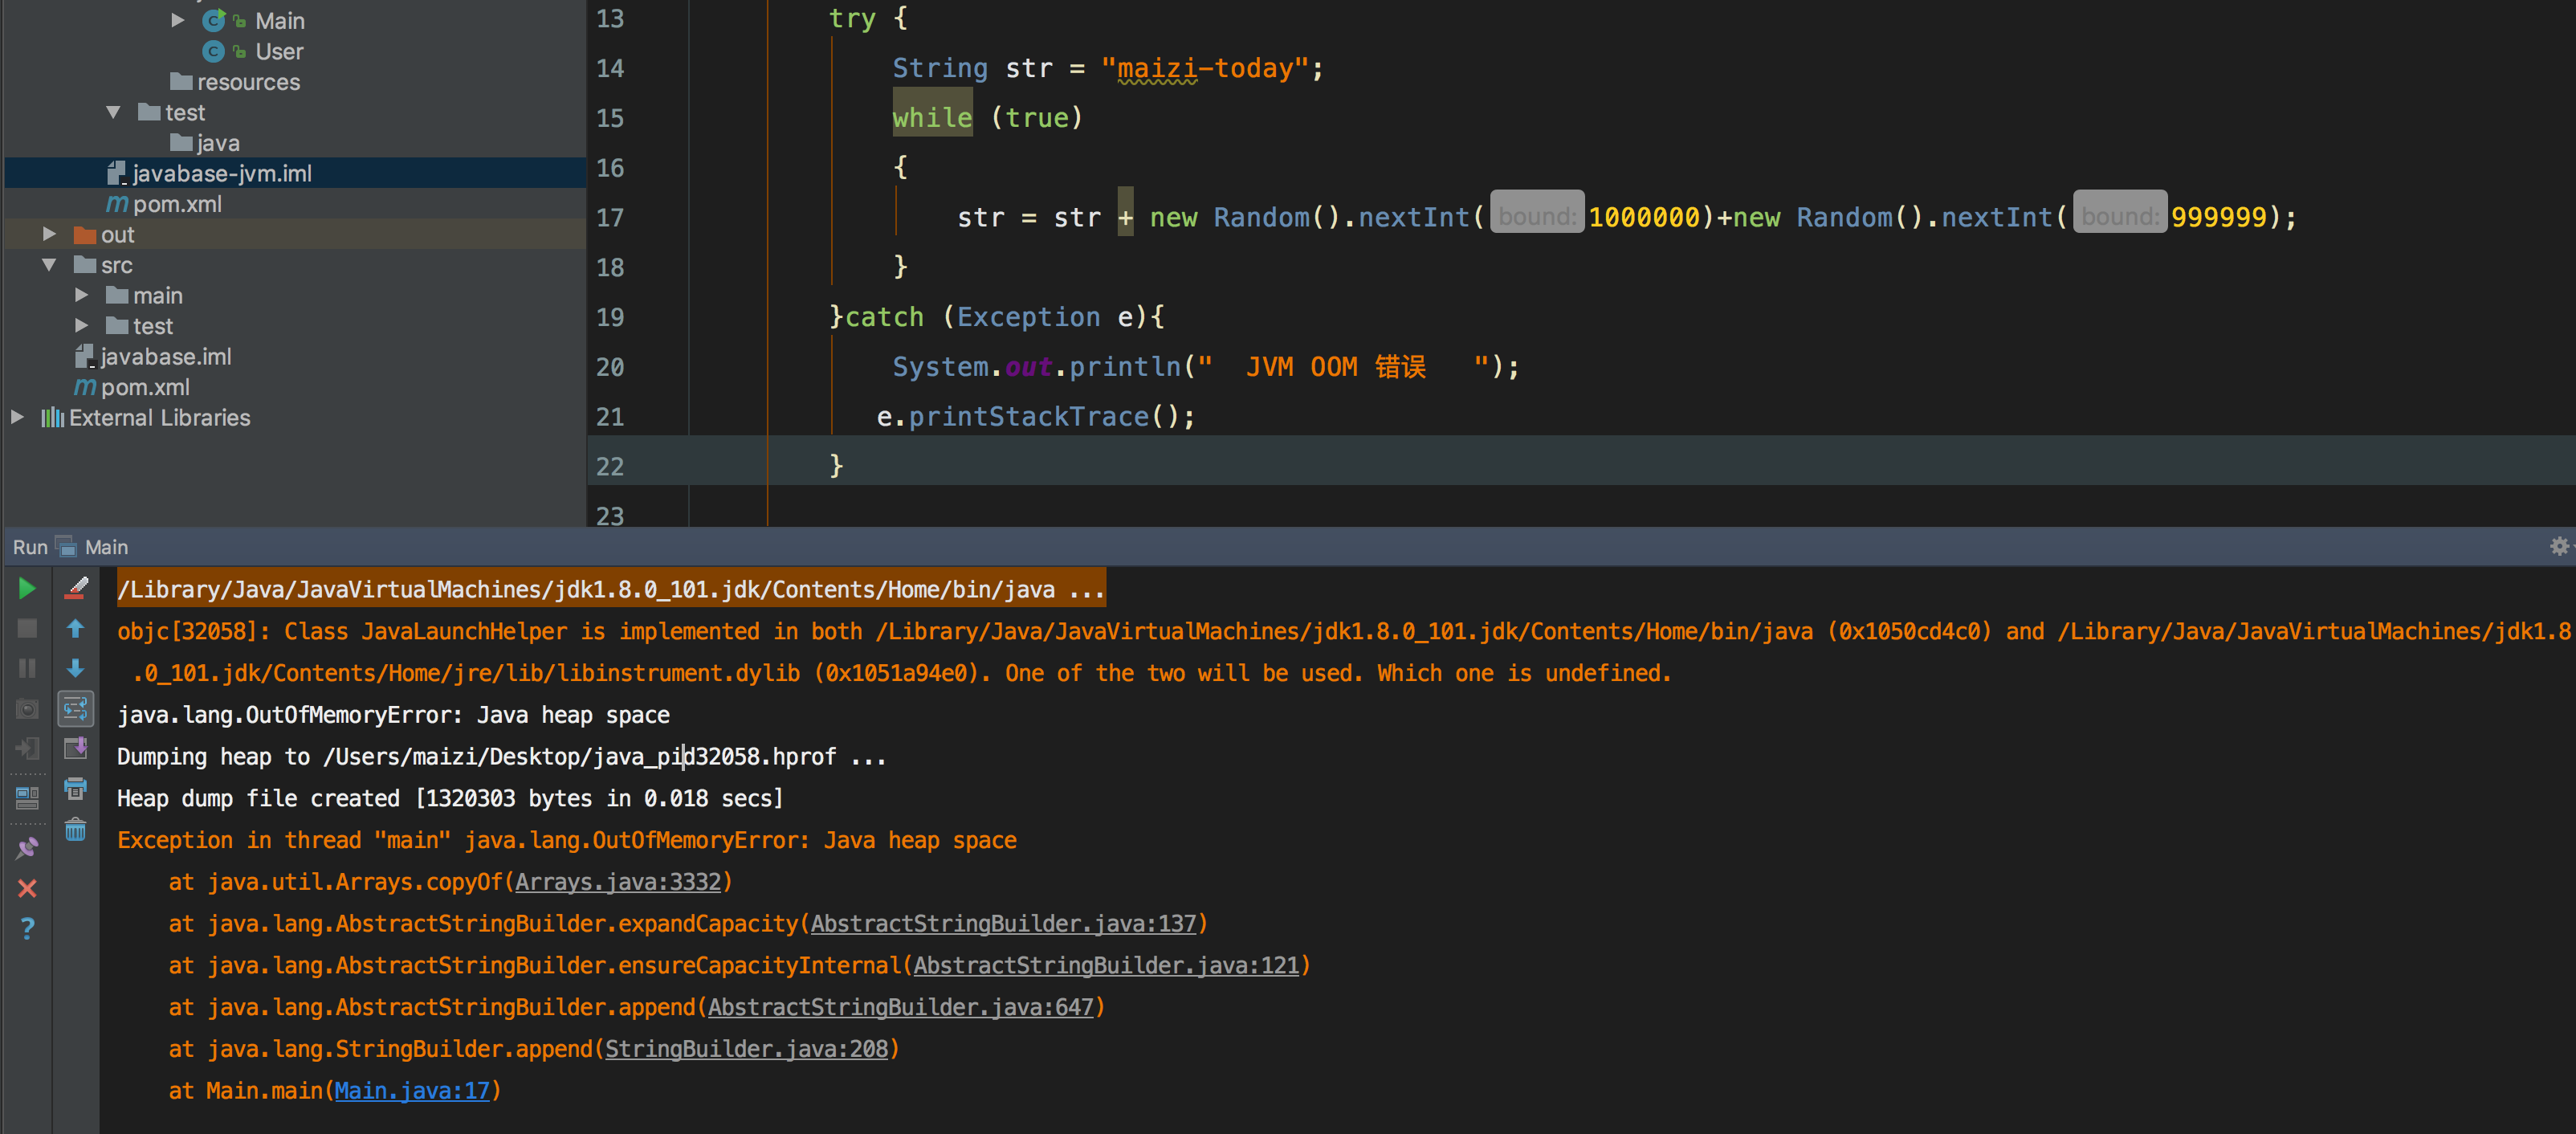 Main
User
resources
test
java
javabase-jvm.iml
pom.xml
out
src
main
test
javabase.iml
pom.xml
External Libraries
13 try {
14 String str = "maizi-today";
15 while (true)
16 {
17 str = str + new Random().nextInt( bound: 1000000)+new Random().nextInt( bound: 999999);
18 }
19 }catch (Exception e){
20 System.out.println("  JVM OOM 错误   ");
21 e.printStackTrace();
22 }
23
Run Main
/Library/Java/JavaVirtualMachines/jdk1.8.0_101.jdk/Contents/Home/bin/java ...
objc[32058]: Class JavaLaunchHelper is implemented in both /Library/Java/JavaVirtualMachines/jdk1.8.0_101.jdk/Contents/Home/bin/java (0x1050cd4c0) and /Library/Java/JavaVirtualMachines/jdk1.8
.0_101.jdk/Contents/Home/jre/lib/libinstrument.dylib (0x1051a94e0). One of the two will be used. Which one is undefined.
java.lang.OutOfMemoryError: Java heap space
Dumping heap to /Users/maizi/Desktop/java_pid32058.hprof ...
Heap dump file created [1320303 bytes in 0.018 secs]
Exception in thread "main" java.lang.OutOfMemoryError: Java heap space
at java.util.Arrays.copyOf(Arrays.java:3332)
at java.lang.AbstractStringBuilder.expandCapacity(AbstractStringBuilder.java:137)
at java.lang.AbstractStringBuilder.ensureCapacityInternal(AbstractStringBuilder.java:121)
at java.lang.AbstractStringBuilder.append(AbstractStringBuilder.java:647)
at java.lang.StringBuilder.append(StringBuilder.java:208)
at Main.main(Main.java:17)